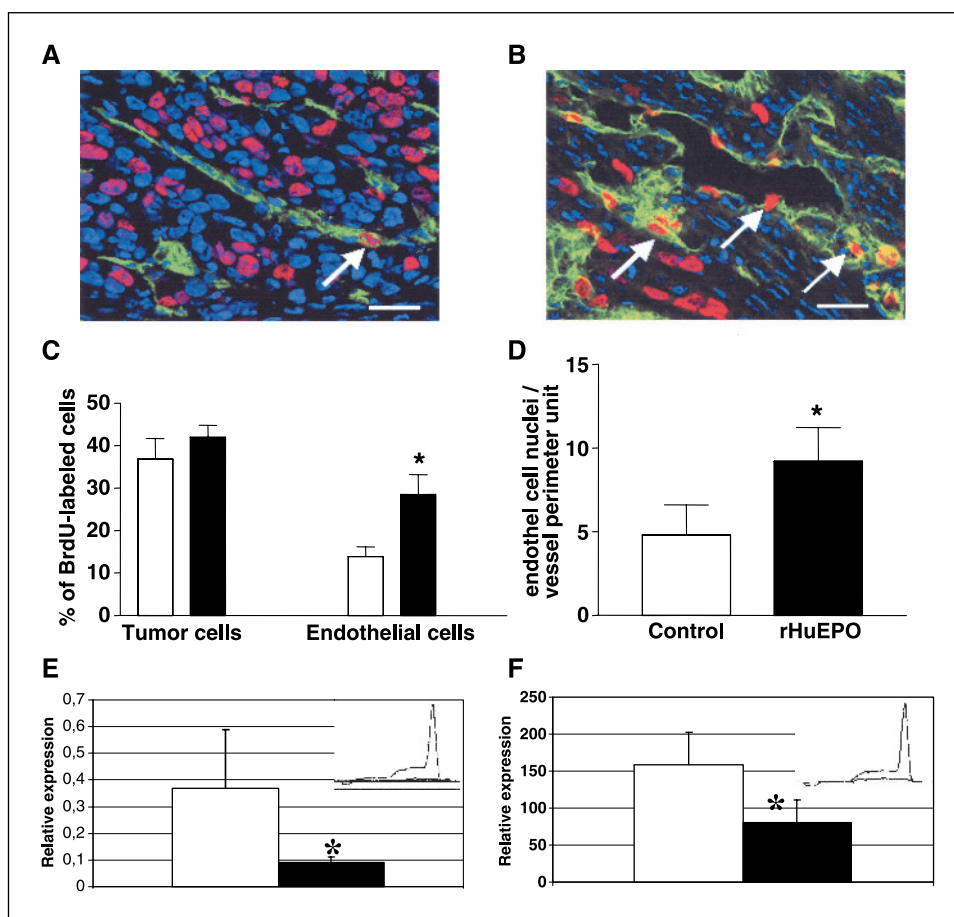 A
B
C
% of BrdU-labeled cells
50
40
30
20
10
0
*
Tumor cells
Endothelial cells
D
endothel cell nuclei /
vessel perimeter unit
15
10
5
0
*
Control
rHuEPO
E
Relative expression
0,7
0,6
0,5
0,4
0,3
0,2
0,1
0
*
F
Relative expression
250
200
150
100
50
0
*